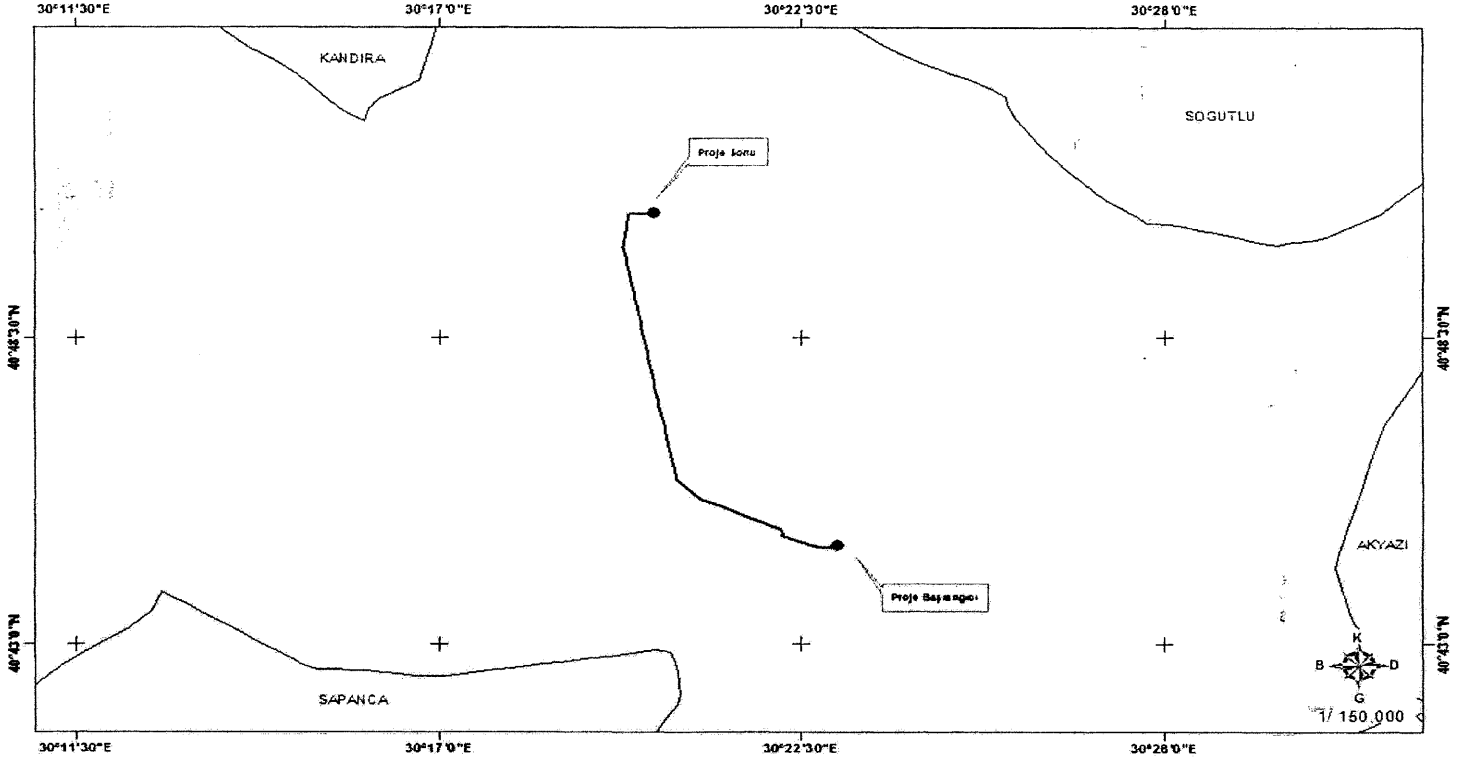 30°11'30"E 30°17'0"E 30°22'30"E 30°28'0"E
KANDIRA
SOGUTLU
Proje Sonu
40°48'30"N 40°48'30"N
AKYAZI
Proje Başlangıcı
40°43'0"N 40°43'0"N
K
B D
G
SAPANCA
1/ 150,000
30°11'30"E 30°17'0"E 30°22'30"E 30°28'0"E